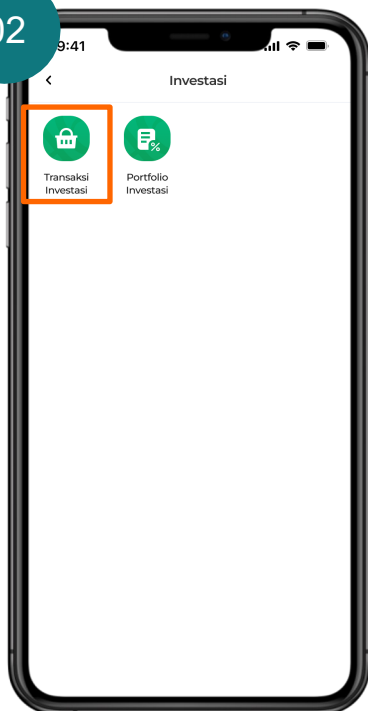 02
9:41
Investasi
Transaksi
Investasi
Portfolio
Investasi